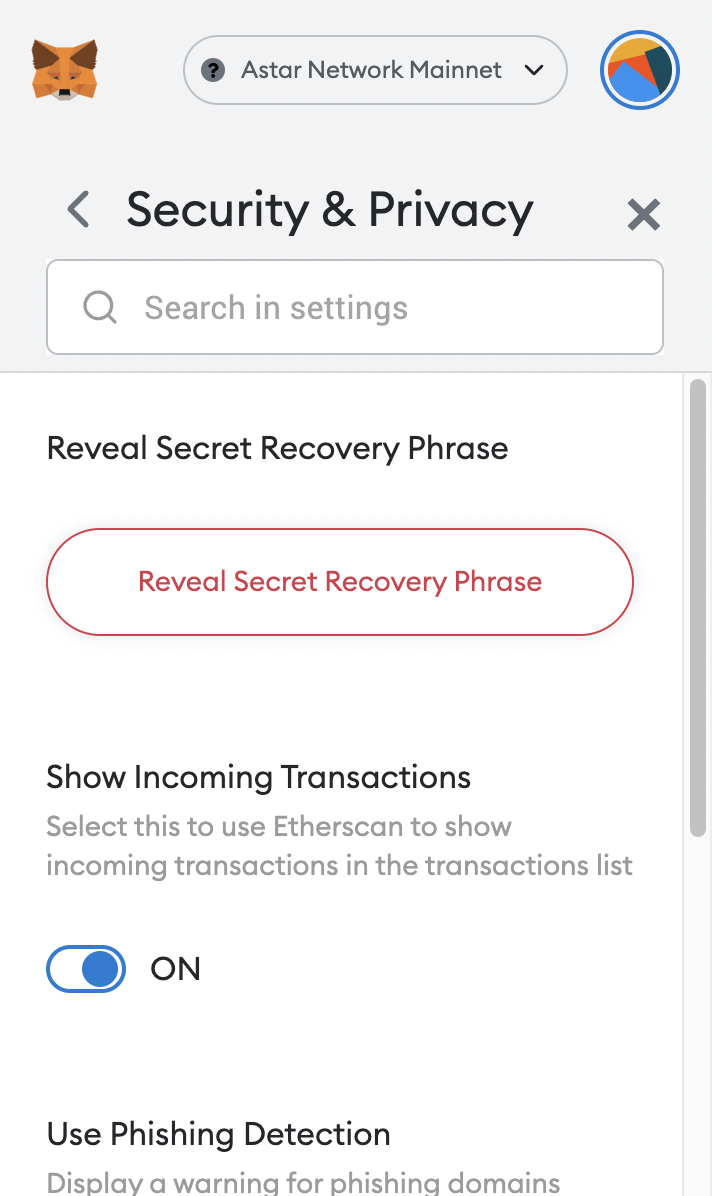 ? Astar Network Mainnet
Security & Privacy
Search in settings
Reveal Secret Recovery Phrase
Reveal Secret Recovery Phrase
Show Incoming Transactions
Select this to use Etherscan to show
incoming transactions in the transactions list
ON
Use Phishing Detection
Display a warning for phishing domains